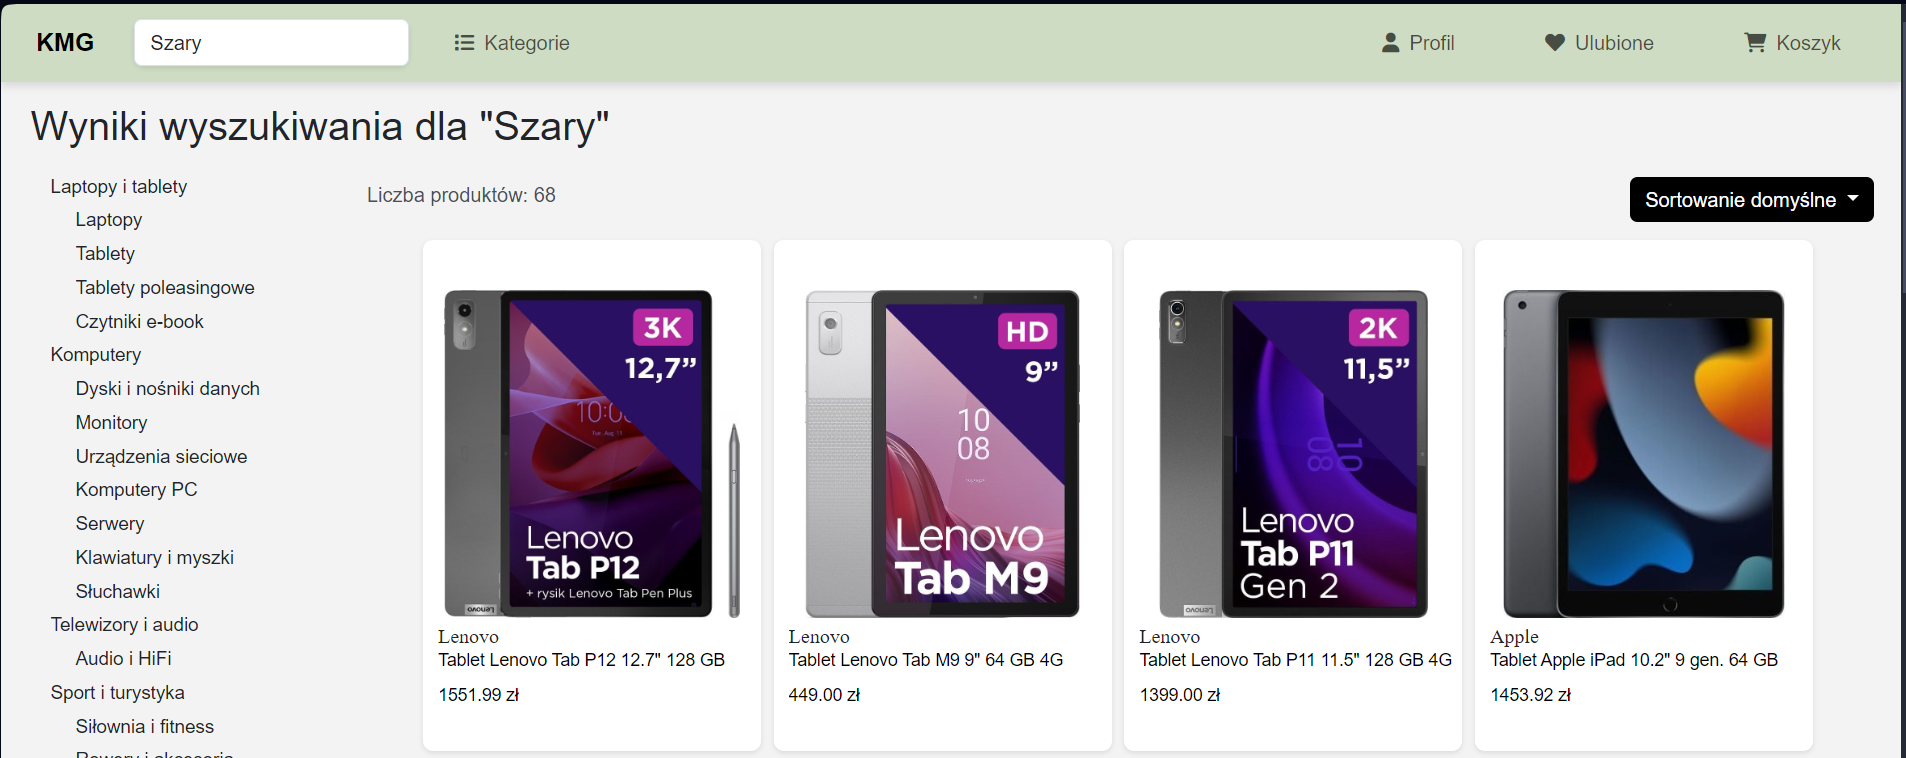 KMG
Szary
Kategorie
Profil
Ulubione
Koszyk
Wyniki wyszukiwania dla "Szary"
Laptopy i tablety
Laptopy
Tablety
Tablety poleasingowe
Czytniki e-book
Komputery
Dyski i nośniki danych
Monitory
Urządzenia sieciowe
Komputery PC
Serwery
Klawiatury i myszki
Słuchawki
Telewizory i audio
Audio i HiFi
Sport i turystyka
Siłownia i fitness
Rowery i akcesoria
Liczba produktów: 68
Sortowanie domyślne
3K
12,7”
10:0
Lenovo
Tab P12
+ rysik Lenovo Tab Pen Plus
Lenovo
Lenovo
Tablet Lenovo Tab P12 12.7" 128 GB
1551.99 zł
HD
9”
10
08
Lenovo
Tab M9
Lenovo
Tablet Lenovo Tab M9 9" 64 GB 4G
449.00 zł
2K
11,5”
10
08
Lenovo
Tab P11
Gen 2
Lenovo
Lenovo
Tablet Lenovo Tab P11 11.5" 128 GB 4G
1399.00 zł
Apple
Tablet Apple iPad 10.2" 9 gen. 64 GB
1453.92 zł